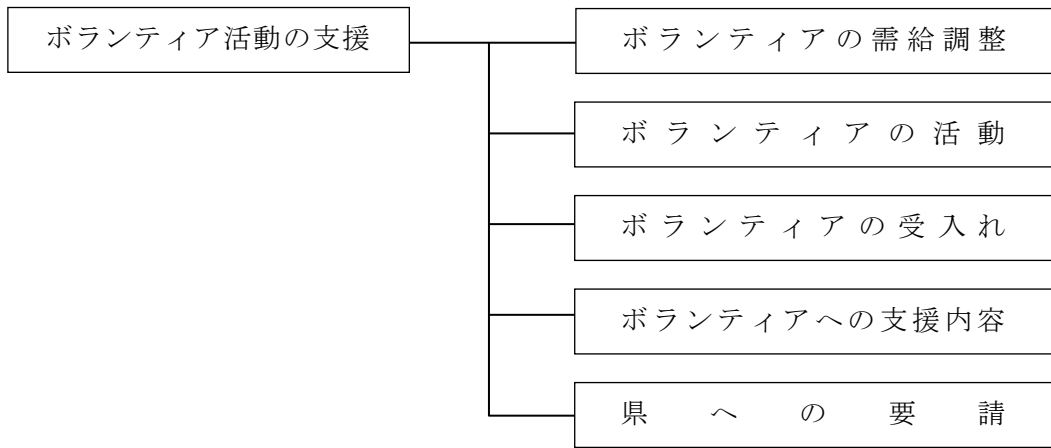 ボランティア活動の支援
ボランティアの需給調整
ボランティアの活動
ボランティアの受入れ
ボランティアへの支援内容
県への要請